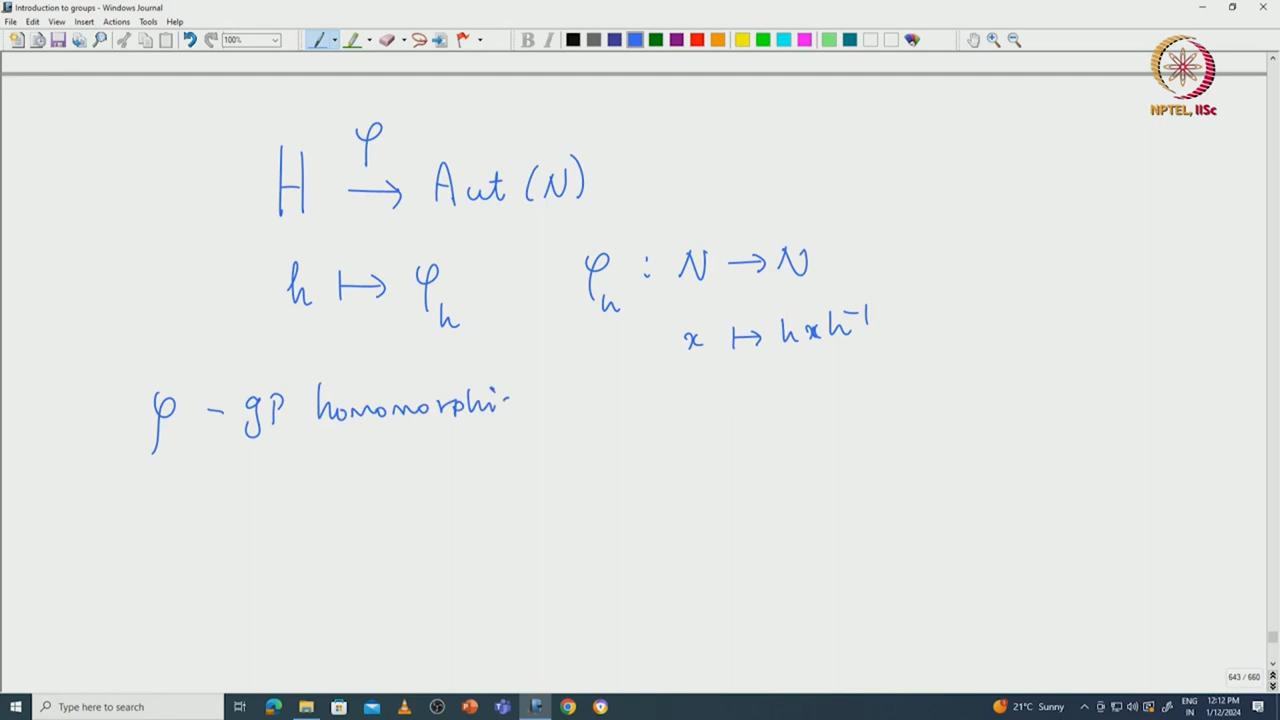 Introduction to groups - Windows Journal
File Edit View Insert Actions Tools Help
100%
B I
NPTEL, IISc
φ
H → Aut (N)
h ↦ φ_h φ_h : N → N
x ↦ h x h⁻¹
φ - gp homomorphi
643 / 660
Type here to search
21°C Sunny
ENG
IN
12:12 PM
1/12/2024